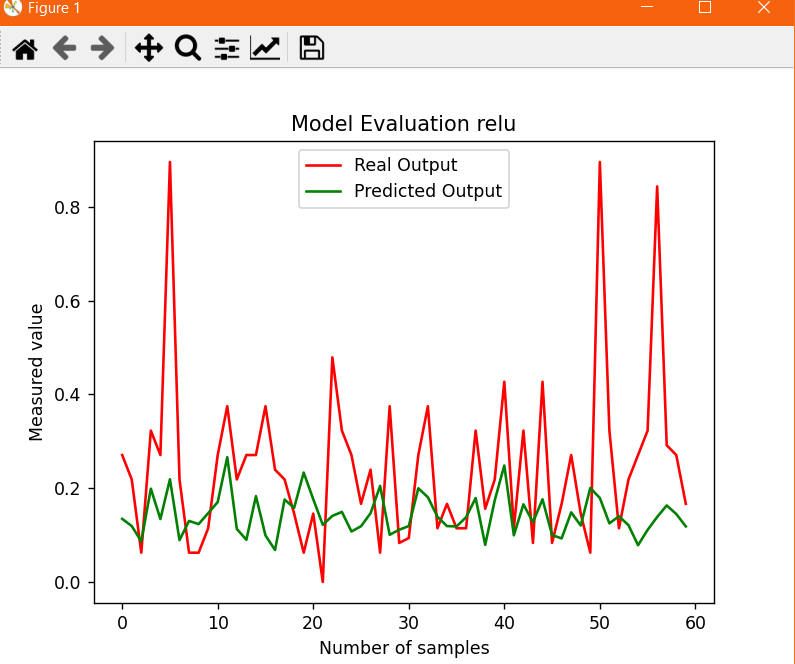 Figure 1
Model Evaluation relu
Real Output
Predicted Output
Measured value
0.8
0.6
0.4
0.2
0.0
0 10 20 30 40 50 60
Number of samples